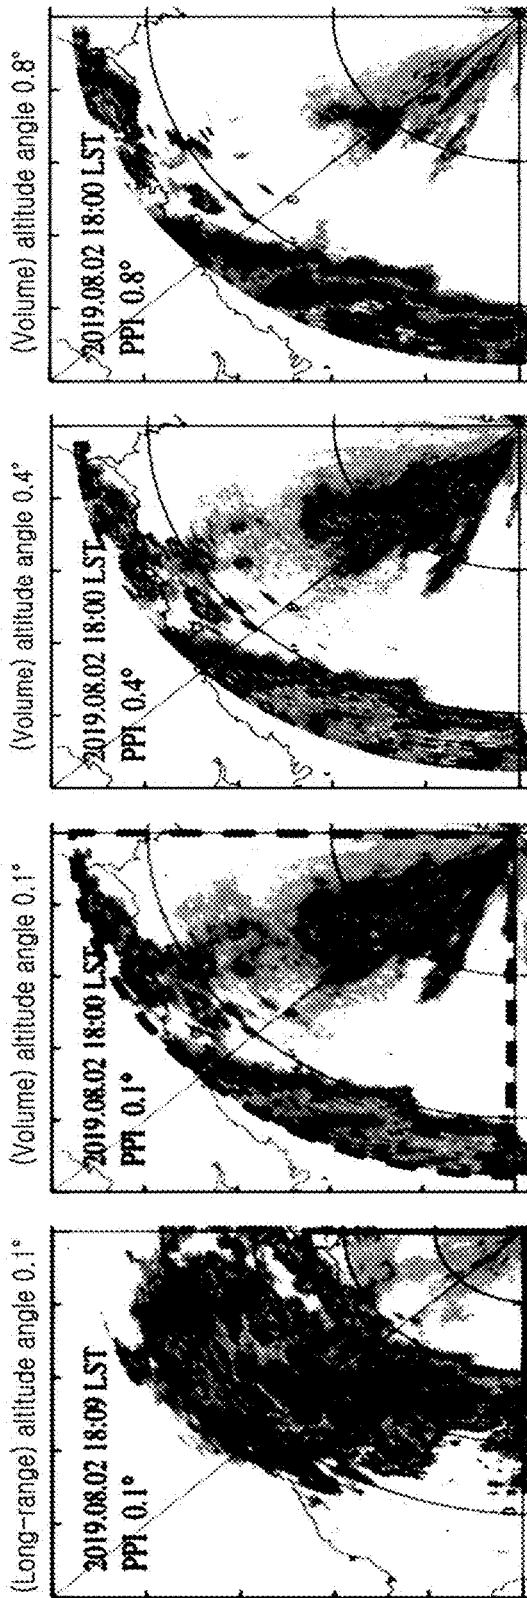 (Long-range) altitude angle 0.1°
2019.08.02 18:09 LST
PPI 0.1°
(Volume) altitude angle 0.1°
2019.08.02 18:00 LST
PPI 0.1°
(Volume) altitude angle 0.4°
2019.08.02 18:00 LST
PPI 0.4°
(Volume) altitude angle 0.8°
2019.08.02 18:00 LST
PPI 0.8°